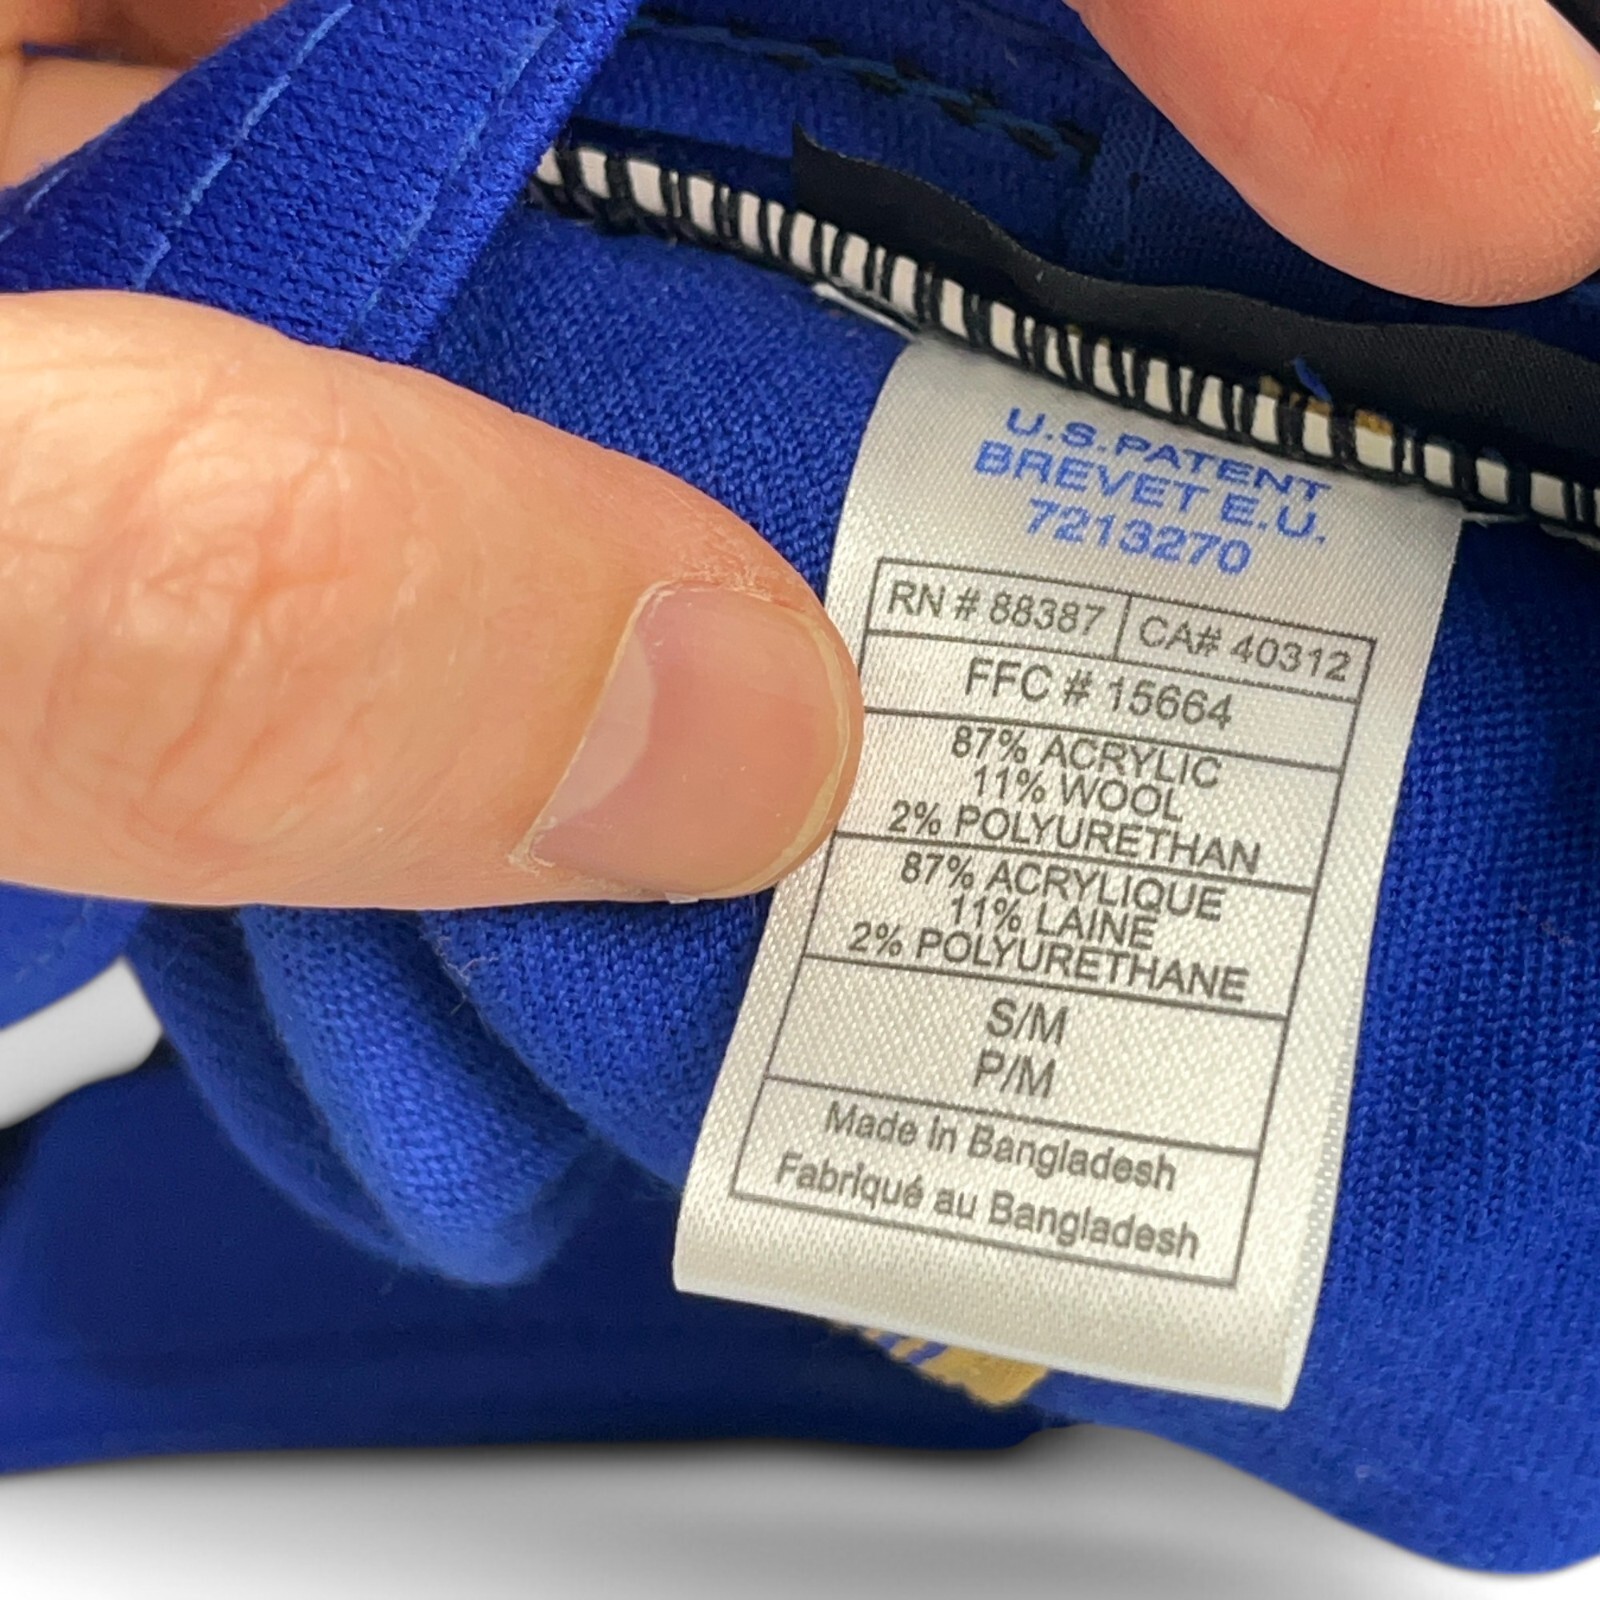 U.S.PATENT
BREVET E.U.
7213270
RN # 88387 CA# 40312
FFC # 15664
87% ACRYLIC
11% WOOL
2% POLYURETHAN
87% ACRYLIQUE
11% LAINE
2% POLYURETHANE
S/M
P/M
Made In Bangladesh
Fabriqué au Bangladesh